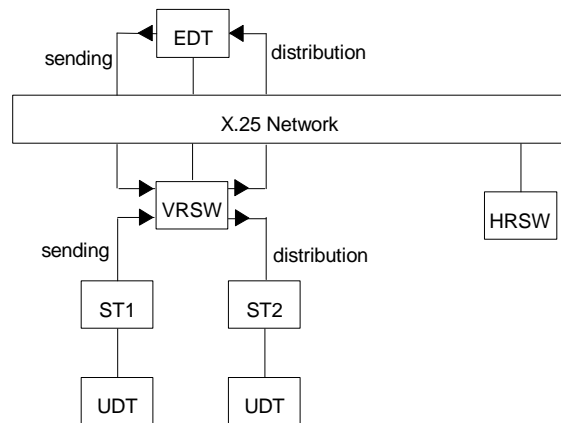 EDT
sending
distribution
X.25 Network
VRSW
HRSW
sending
distribution
ST1
ST2
UDT
UDT